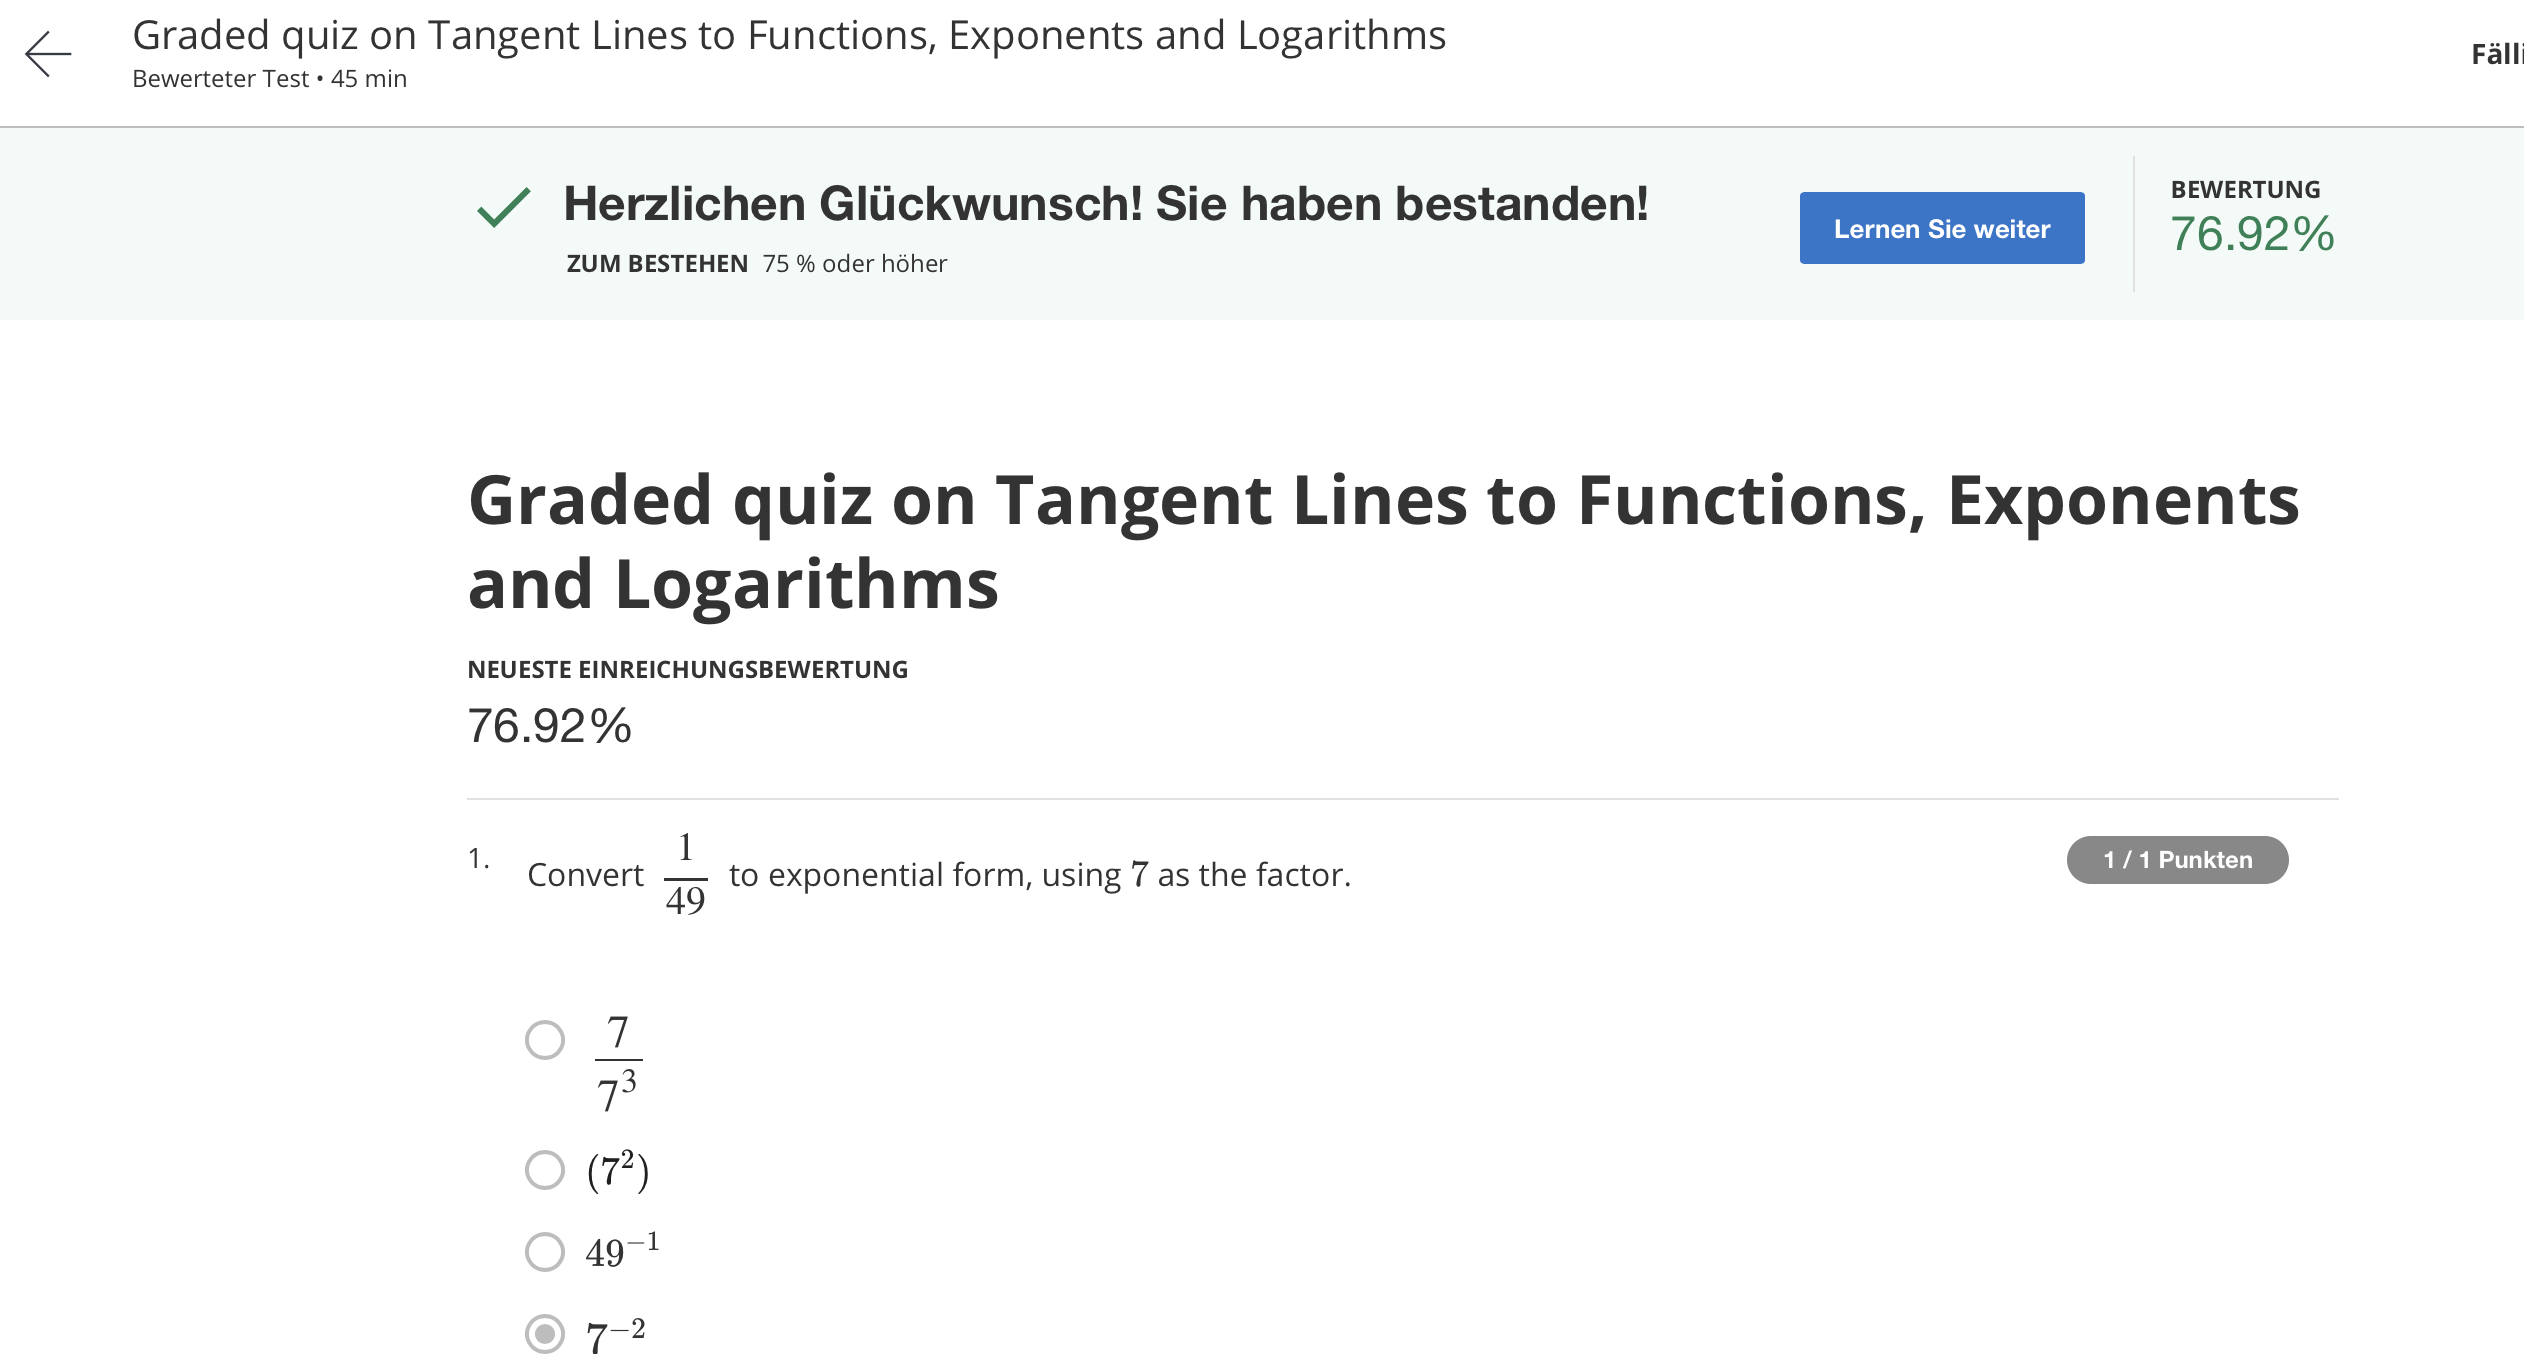 Graded quiz on Tangent Lines to Functions, Exponents and Logarithms
Bewerteter Test • 45 min
Fälli
Herzlichen Glückwunsch! Sie haben bestanden!
ZUM BESTEHEN 75 % oder höher
Lernen Sie weiter
BEWERTUNG
76.92%
Graded quiz on Tangent Lines to Functions, Exponents
and Logarithms
NEUESTE EINREICHUNGSBEWERTUNG
76.92%
1. Convert \frac{1}{49} to exponential form, using 7 as the factor.
1 / 1 Punkten
\frac{7}{7^3}
(7^2)
49^{-1}
7^{-2}